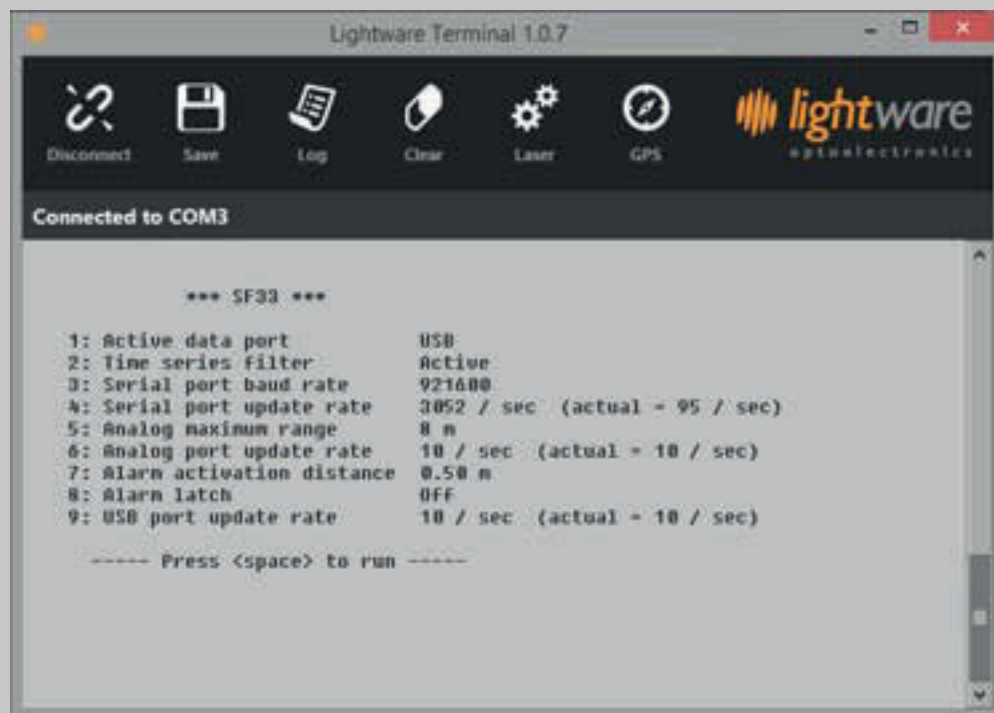 Lightware Terminal 1.0.7
Disconnect Save Log Clear Laser GPS
lightware
optoelectronics
Connected to COM3
*** SF33 ***
1: Active data port USB
2: Time series filter Active
3: Serial port baud rate 921600
4: Serial port update rate 3052 / sec (actual = 95 / sec)
5: Analog maximum range 8 m
6: Analog port update rate 10 / sec (actual = 10 / sec)
7: Alarm activation distance 0.50 m
8: Alarm latch Off
9: USB port update rate 10 / sec (actual = 10 / sec)
----- Press <space> to run -----